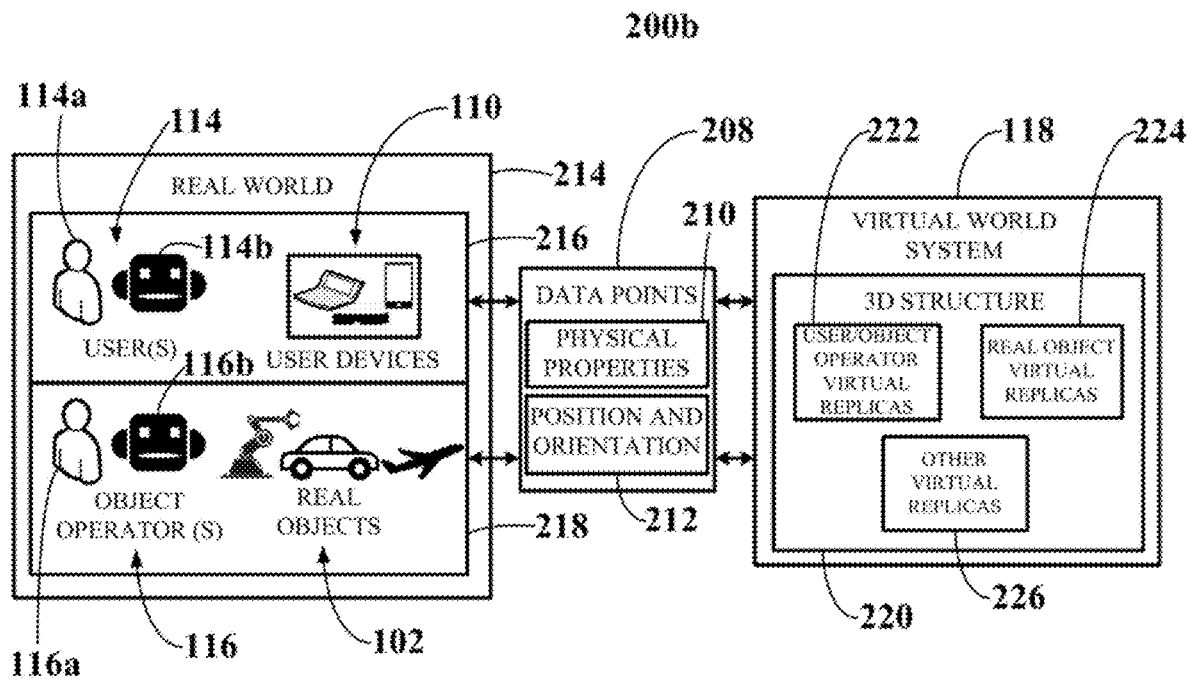 200b
114a
114
110
208
222
118
224
REAL WORLD
214
210
VIRTUAL WORLD
SYSTEM
114b
216
DATA POINTS
3D STRUCTURE
USER(S)
USER DEVICES
PHYSICAL
PROPERTIES
USER/OBJECT
OPERATOR
VIRTUAL
REPLICAS
REAL OBJECT
VIRTUAL
REPLICAS
116b
POSITION AND
ORIENTATION
OTHER
VIRTUAL
REPLICAS
OBJECT
OPERATOR (S)
REAL
OBJECTS
218
212
220
226
116a
116
102